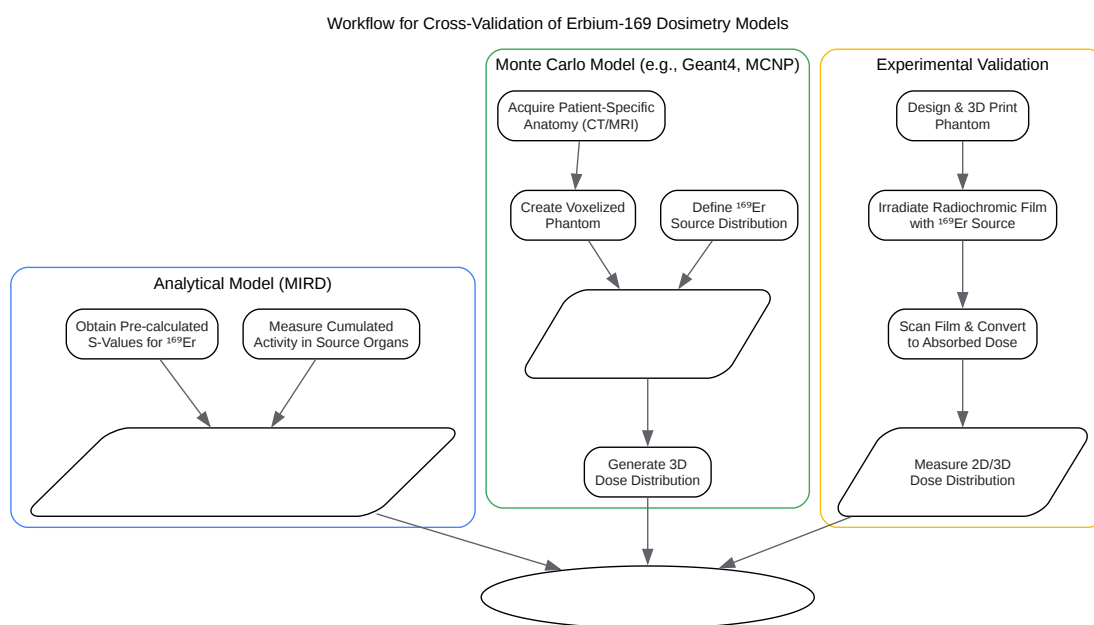 Workflow for Cross-Validation of Erbium-169 Dosimetry Models
Monte Carlo Model (e.g., Geant4, MCNP)
Acquire Patient-Specific
Anatomy (CT/MRI)
Create Voxelized
Phantom
Define ¹⁶⁹Er
Source Distribution
Generate 3D
Dose Distribution
Experimental Validation
Design & 3D Print
Phantom
Irradiate Radiochromic Film
with ¹⁶⁹Er Source
Scan Film & Convert
to Absorbed Dose
Measure 2D/3D
Dose Distribution
Analytical Model (MIRD)
Obtain Pre-calculated
S-Values for ¹⁶⁹Er
Measure Cumulated
Activity in Source Organs